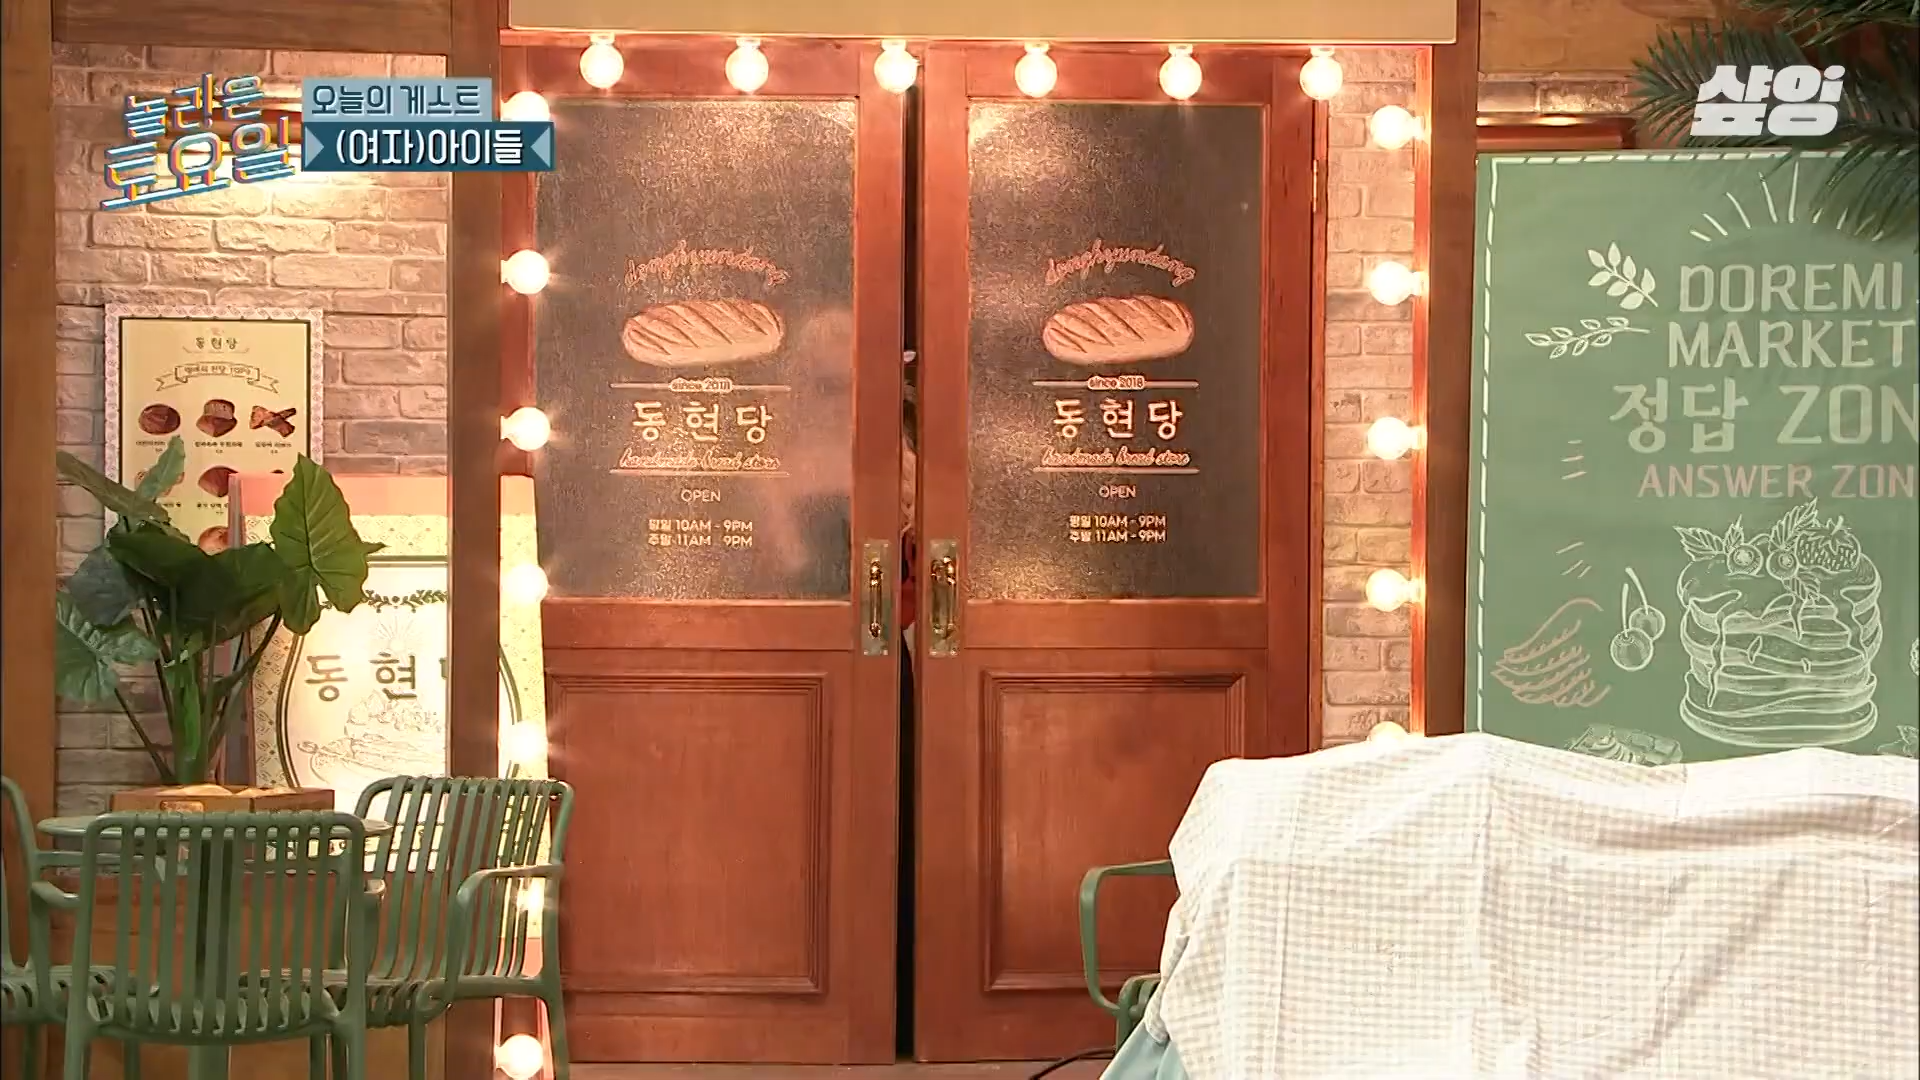 놀라운
토요일
오늘의 게스트
(여자)아이들
샾잉
donghyundang
since 2018
동현당
handmade bread store
OPEN
평일 10AM - 9PM
주말 11AM - 9PM
donghyundang
since 2018
동현당
handmade bread store
OPEN
평일 10AM - 9PM
주말 11AM - 9PM
동현당
동현
DOREMI
MARKET
정답 ZON
ANSWER ZON